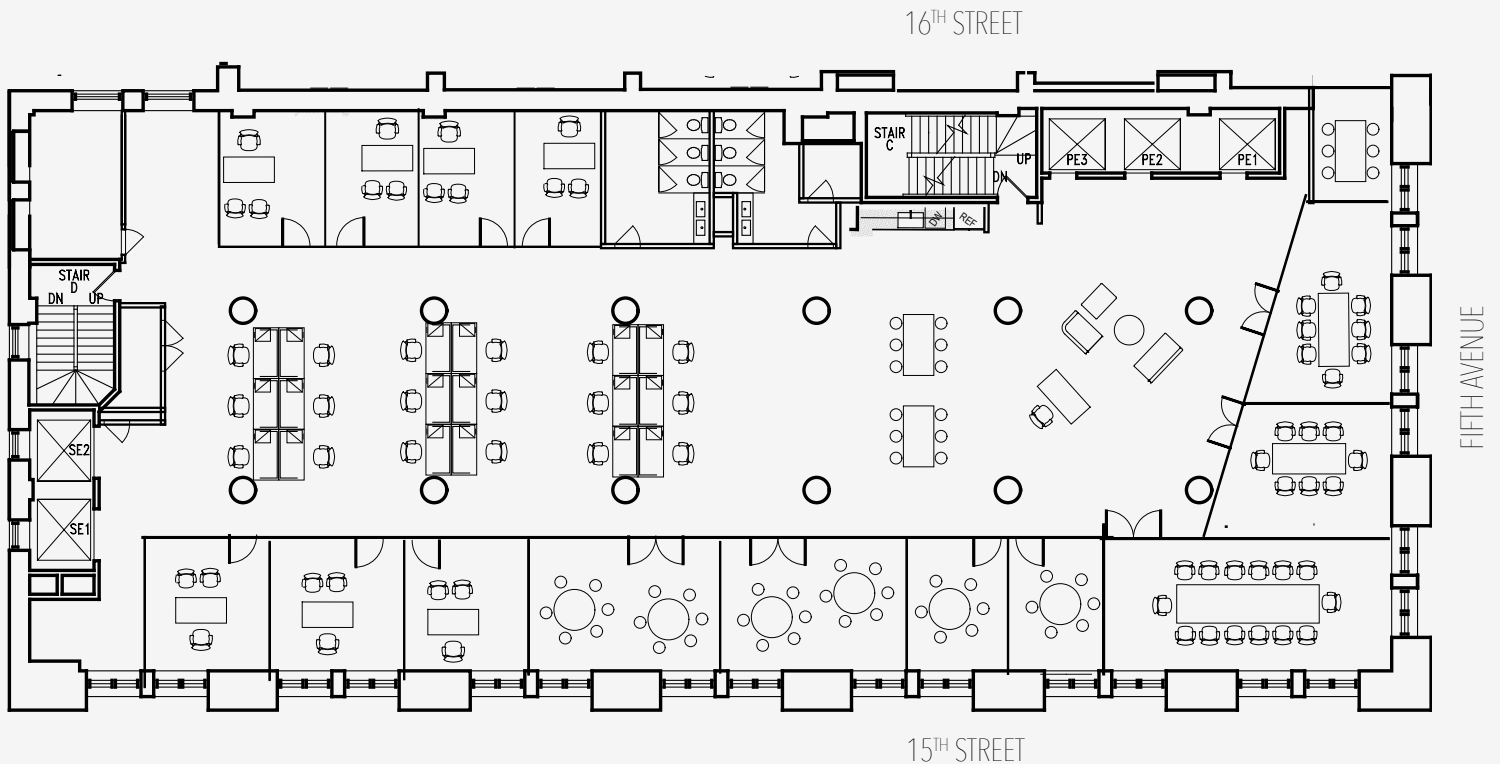 16TH STREET
STAIR
C
UP
DN
PE3
PE2
PE1
DW
REF
STAIR
D
DN
UP
FIFTH AVENUE
SE2
SE1
15TH STREET